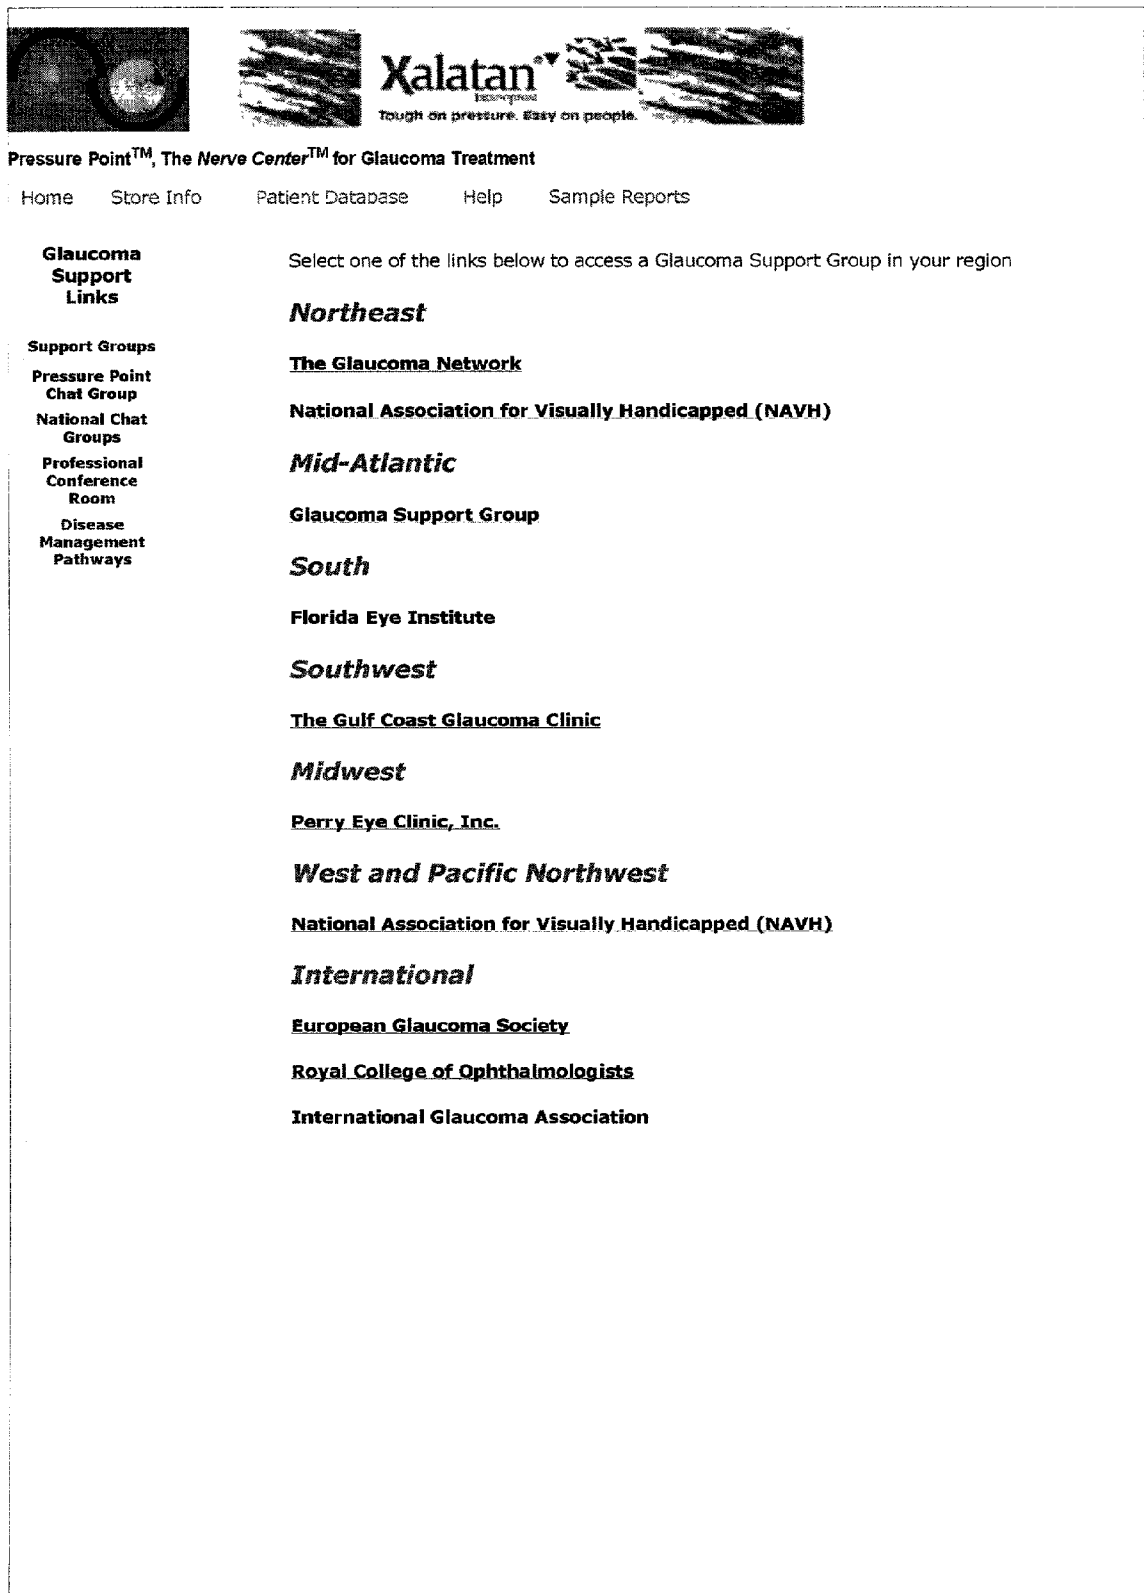 Xalatan
Tough on pressure. Easy on people.
Pressure Point™, The Nerve Center™ for Glaucoma Treatment
Home Store Info Patient Database Help Sample Reports
Glaucoma
Support
Links
Support Groups
Pressure Point
Chat Group
National Chat
Groups
Professional
Conference
Room
Disease
Management
Pathways
Select one of the links below to access a Glaucoma Support Group in your region
Northeast
The Glaucoma Network
National Association for Visually Handicapped (NAVH)
Mid-Atlantic
Glaucoma Support Group
South
Florida Eye Institute
Southwest
The Gulf Coast Glaucoma Clinic
Midwest
Perry Eye Clinic, Inc.
West and Pacific Northwest
National Association for Visually Handicapped (NAVH)
International
European Glaucoma Society
Royal College of Ophthalmologists
International Glaucoma Association